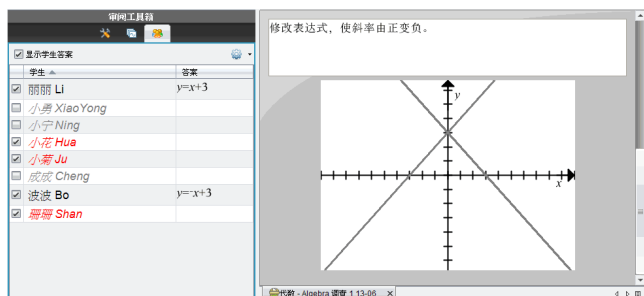 审阅工具箱
显示学生答案
学生 答案
丽丽 Li y=x+3
小勇 XiaoYong
小宁 Ning
小花 Hua
小菊 Ju
成成 Cheng
波波 Bo y=-x+3
珊珊 Shan
修改表达式，使斜率由正变负。
y
x
代数 - Algebra 调查 1 13-06 ×